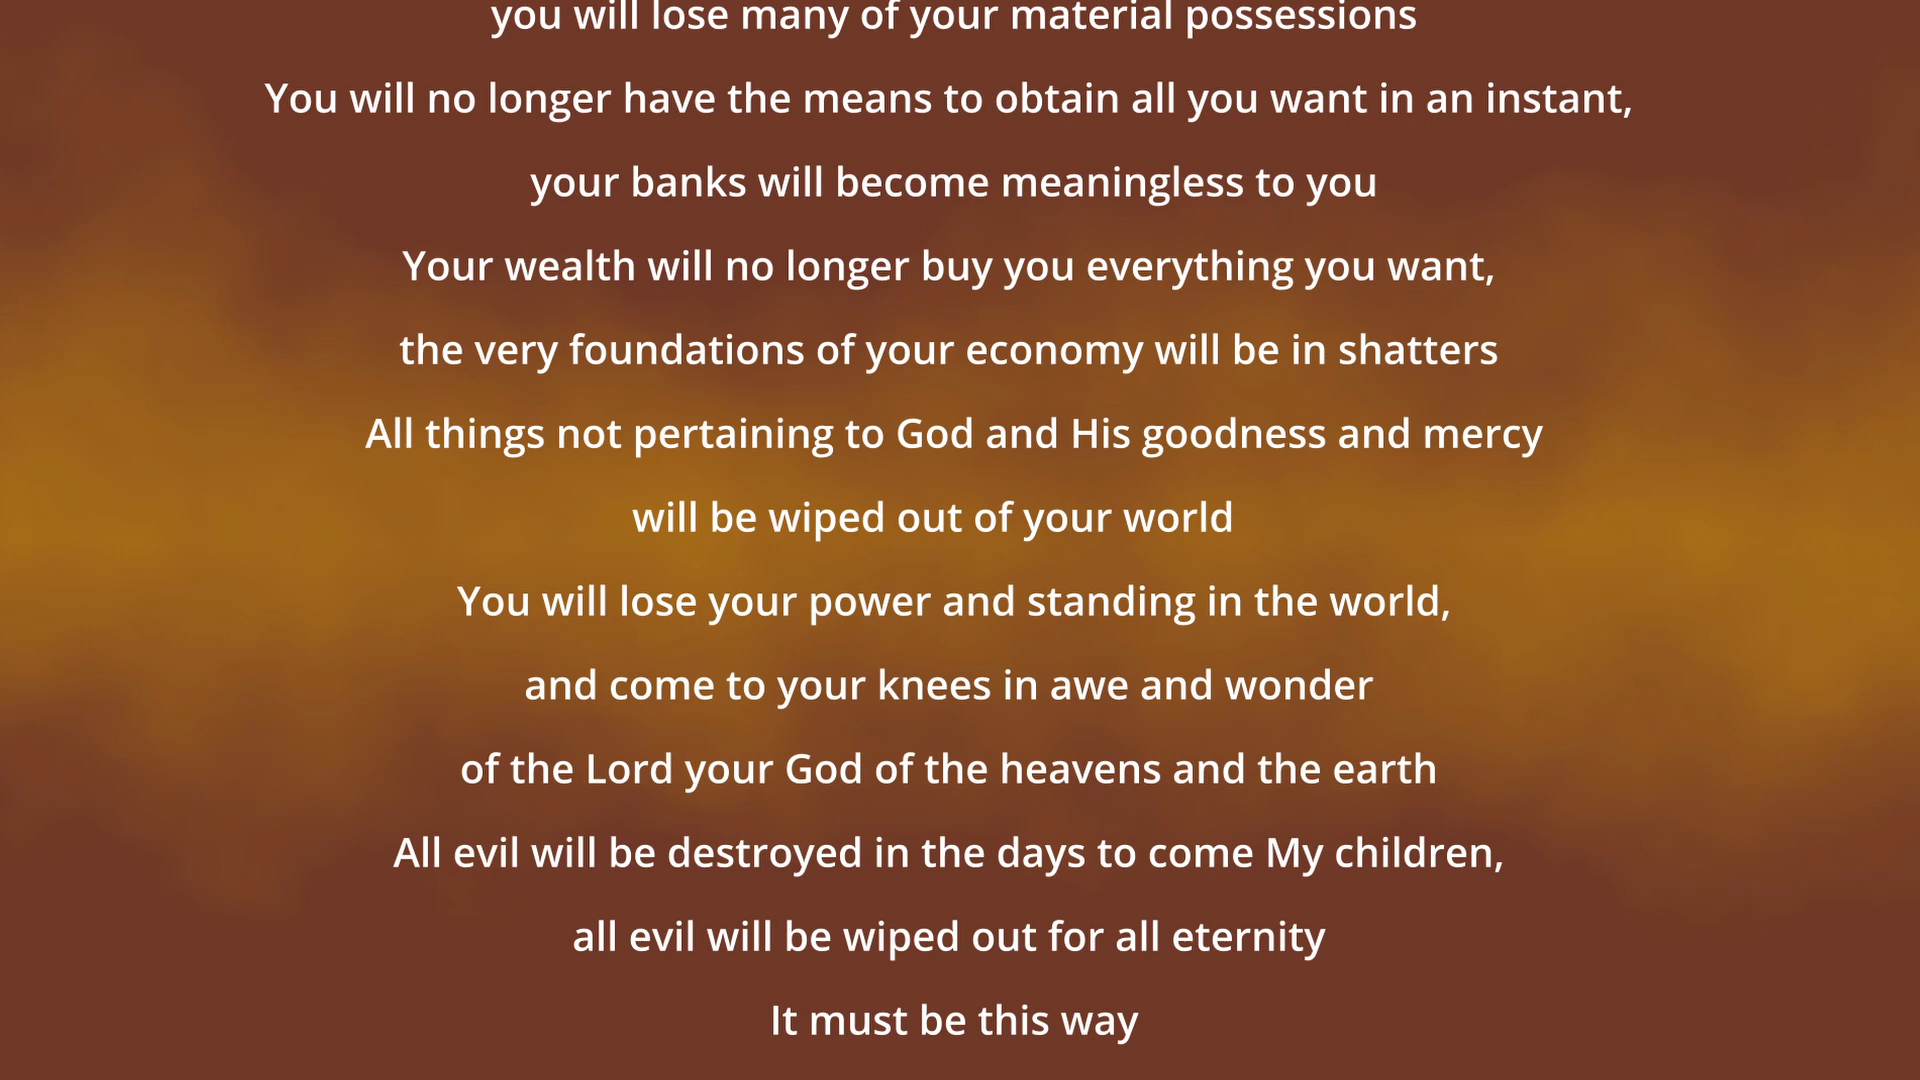 you will lose many of your material possessions
You will no longer have the means to obtain all you want in an instant,
your banks will become meaningless to you
Your wealth will no longer buy you everything you want,
the very foundations of your economy will be in shatters
All things not pertaining to God and His goodness and mercy
will be wiped out of your world
You will lose your power and standing in the world,
and come to your knees in awe and wonder
of the Lord your God of the heavens and the earth
All evil will be destroyed in the days to come My children,
all evil will be wiped out for all eternity
It must be this way